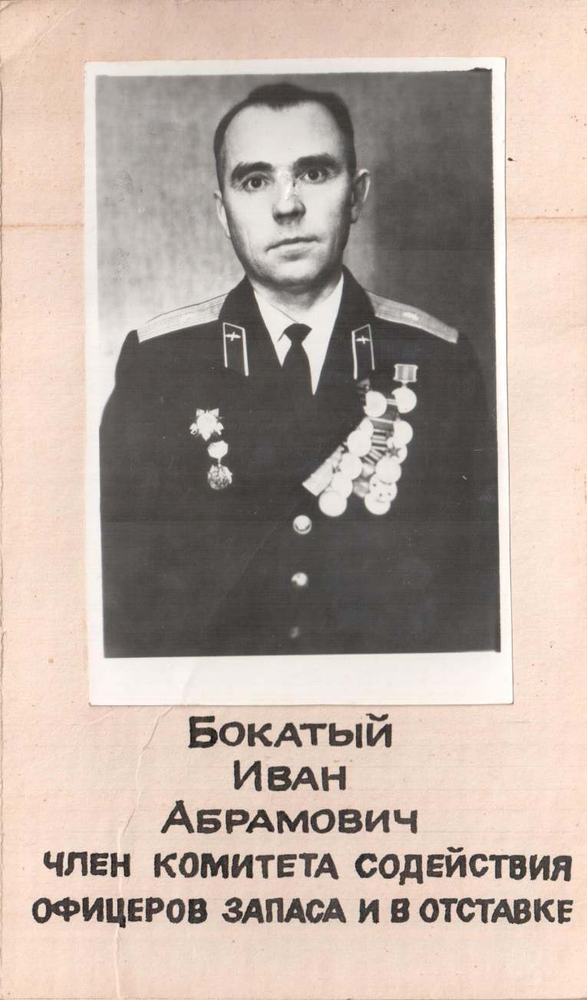 Бокатый
Иван
Абрамович
член комитета содействия
офицеров запаса и в отставке